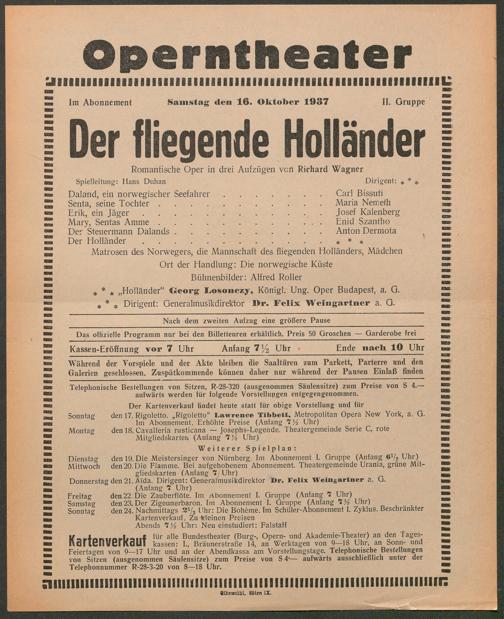 Operntheater
Im Abonnement Samstag den 16. Oktober 1937 II. Gruppe
Der fliegende Holländer
Romantische Oper in drei Aufzügen von Richard Wagner
Spielleitung: Hans Duhan Dirigent: * * *
Daland, ein norwegischer Seefahrer . . . . . . . Carl Bissuti
Senta, seine Tochter . . . . . . . Maria Nemeth
Erik, ein Jäger . . . . . . . Josef Kalenberg
Mary, Sentas Amme . . . . . . . Enid Szantho
Der Steuermann Dalands . . . . . . . Anton Dermota
Der Holländer . . . . . . . * * *
Matrosen des Norwegers, die Mannschaft des fliegenden Holländers, Mädchen
Ort der Handlung: Die norwegische Küste
Bühnenbilder: Alfred Roller
* * * „Holländer" Georg Losonczy, Königl. Ung. Oper Budapest, a. G.
* * * Dirigent: Generalmusikdirektor Dr. Felix Weingartner a. G.
Nach dem zweiten Aufzug eine größere Pause
Das offizielle Programm nur bei den Billetteuren erhältlich. Preis 50 Groschen — Garderobe frei
Kassen-Eröffnung vor 7 Uhr Anfang 7½ Uhr Ende nach 10 Uhr
Während der Vorspiele und der Akte bleiben die Saaltüren zum Parkett, Parterre und den
Galerien geschlossen. Zuspätkommende können daher nur während der Pausen Einlaß finden
Telephonische Bestellungen von Sitzen, R-28-320 (ausgenommen Säulensitze) zum Preise von S 4.—
aufwärts werden für folgende Vorstellungen entgegengenommen.
Der Kartenverkauf findet heute statt für obige Vorstellung und für
Sonntag den 17. Rigoletto. „Rigoletto" Lawrence Tibbett, Metropolitan Opera New York, a. G.
Im Abonnement. Erhöhte Preise (Anfang 7½ Uhr)
Montag den 18. Cavalleria rusticana — Josephs-Legende. Theatergemeinde Serie C, rote
Mitgliedskarten (Anfang 7½ Uhr)
Weiterer Spielplan:
Dienstag den 19. Die Meistersinger von Nürnberg Im Abonnement I. Gruppe (Anfang 6½ Uhr)
Mittwoch den 20. Die Flamme. Bei aufgehobenem Abonnement. Theatergemeinde Urania, grüne Mit-
gliedskarten (Anfang 7½ Uhr)
Donnerstag den 21. Aida. Dirigent: Generalmusikdirektor Dr. Felix Weingartner a. G.
(Anfang 7 Uhr)
Freitag den 22. Die Zauberflöte. Im Abonnement I. Gruppe (Anfang 7 Uhr)
Samstag den 23. Der Zigeunerbaron. Im Abonnement I. Gruppe (Anfang 7½ Uhr)
Sonntag den 24. Nachmittags 2½ Uhr: Die Bohème. Im Schüler-Abonnement I. Zyklus. Beschränkter
Kartenverkauf. Zu kleinen Preisen
Abends 7½ Uhr: Neu einstudiert: Falstaff
Kartenverkauf für alle Bundestheater (Burg-, Opern- und Akademie-Theater) an den Tages-
kassen: I., Bräunerstraße 14, an Werktagen von 9—18 Uhr, an Sonn- und
Feiertagen von 9—17 Uhr und an der Abendkassa am Vorstellungstage. Telephonische Bestellungen
von Sitzen (ausgenommen Säulensitze) zum Preise von S 4— aufwärts ausschließlich unter der
Telephonnummer R-28-3-20 von 8—18 Uhr.
Elbemühl, Wien IX.